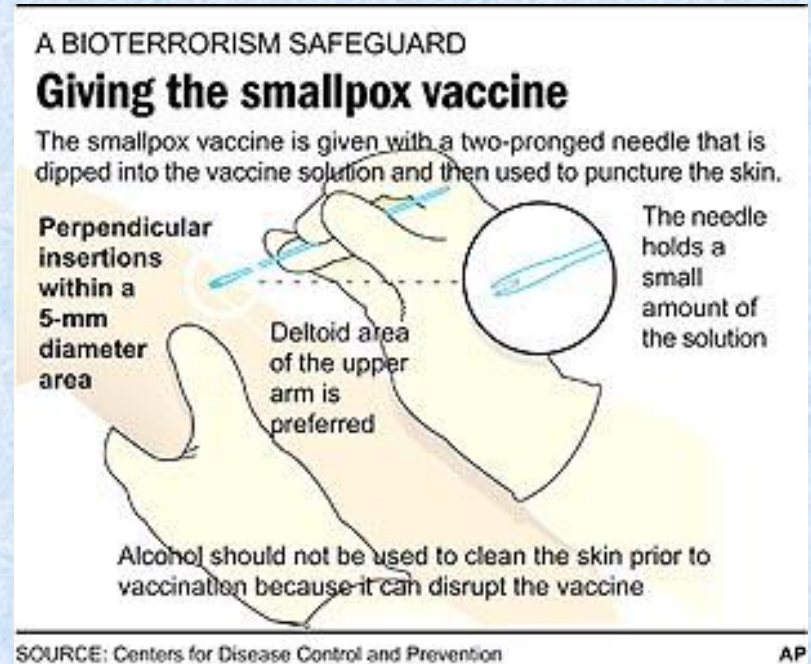 A BIOTERRORISM SAFEGUARD
Giving the smallpox vaccine
The smallpox vaccine is given with a two-pronged needle that is
dipped into the vaccine solution and then used to puncture the skin.
Perpendicular
insertions
within a
5-mm
diameter
area
Deltoid area
of the upper
arm is
preferred
The needle
holds a
small
amount of
the solution
Alcohol should not be used to clean the skin prior to
vaccination because it can disrupt the vaccine
SOURCE: Centers for Disease Control and Prevention
AP